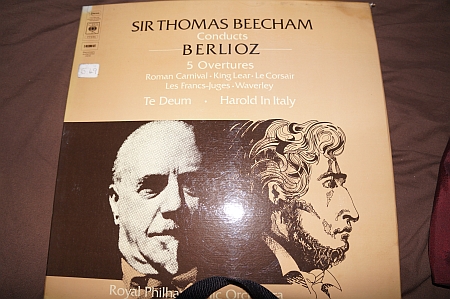 SIR THOMAS BEECHAM
Conducts
BERLIOZ
5 Overtures
Roman Carnival · King Lear · Le Corsair
Les Francs-Juges · Waverley
Te Deum · Harold In Italy
Royal